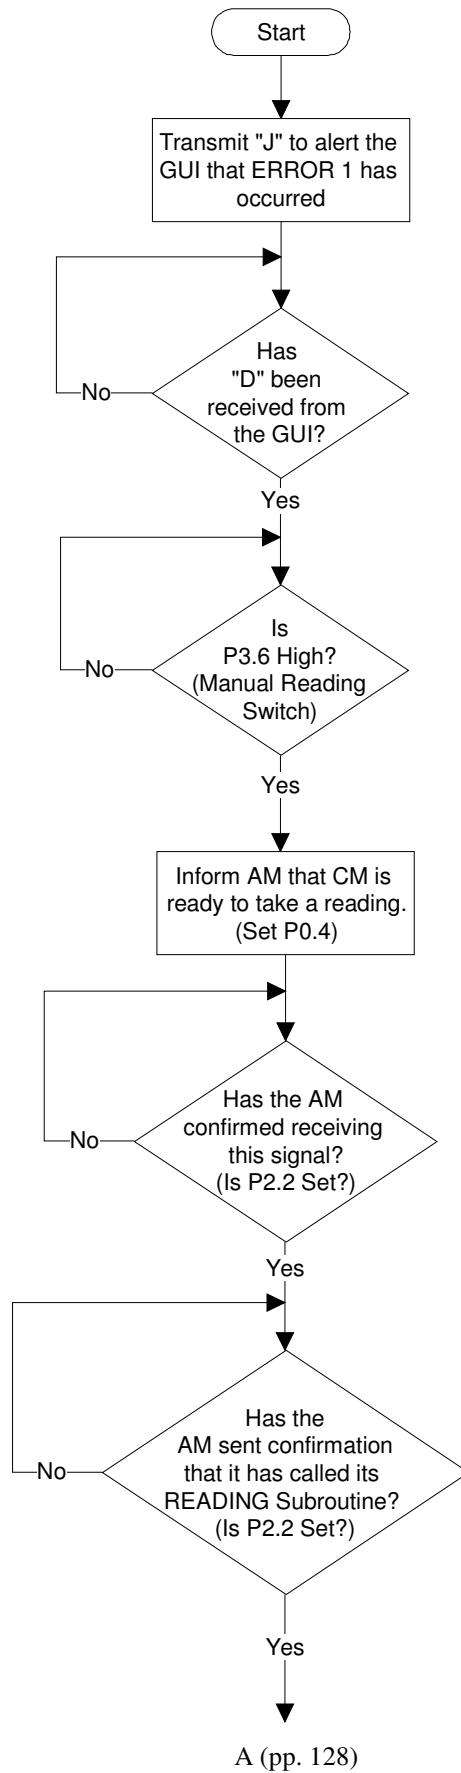 Start
Transmit "J" to alert the
GUI that ERROR 1 has
occurred
Has
"D" been
received from
the GUI?
No
Yes
Is
P3.6 High?
(Manual Reading
Switch)
No
Yes
Inform AM that CM is
ready to take a reading.
(Set P0.4)
Has the AM
confirmed receiving
this signal?
(Is P2.2 Set?)
No
Yes
Has the
AM sent confirmation
that it has called its
READING Subroutine?
(Is P2.2 Set?)
No
Yes
A (pp. 128)